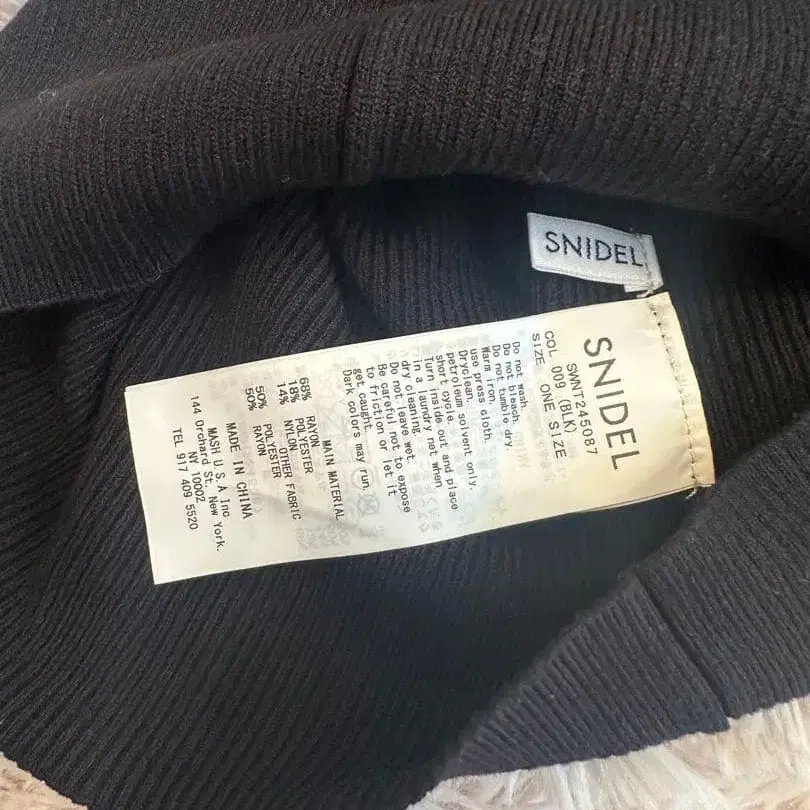 SNIDEL
SNIDEL
SWNT245087
COL 009 (BLK)
SIZE ONE SIZE
Do not wash.
Do not bleach.
Do not tumble dry.
Warm iron.
use press cloth.
Dryclean.
petroleum solvent only.
short cycle.
Turn inside out and place
in a laundry net when
dry cleaning.
Do not leave wet.
Be careful not to expose
to friction or let it
get caught.
Dark colors may run.
MAIN MATERIAL
68% RAYON
18% POLYESTER
14% NYLON
OTHER FABRIC
50% POLYESTER
50% RAYON
MADE IN CHINA
MASH U S A, Inc
144 Orchard St. New York.
NY 10002
TEL 917 409 5520